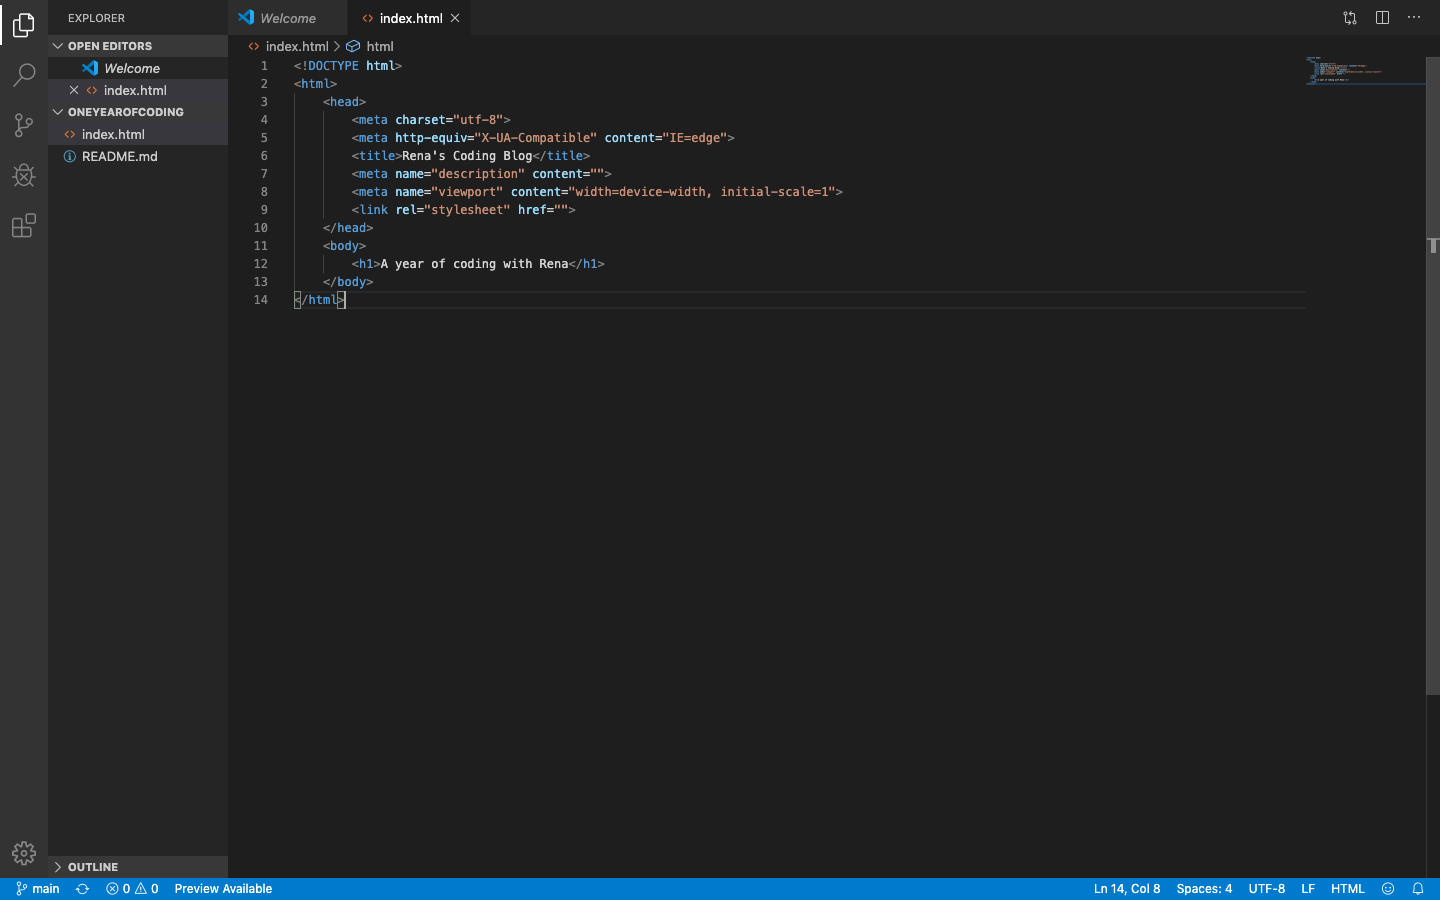 EXPLORER
OPEN EDITORS
Welcome
index.html
ONEYEAROFCODING
index.html
README.md
OUTLINE
Welcome
index.html
index.html > html
1 <!DOCTYPE html>
2 <html>
3 <head>
4 <meta charset="utf-8">
5 <meta http-equiv="X-UA-Compatible" content="IE=edge">
6 <title>Rena's Coding Blog</title>
7 <meta name="description" content="">
8 <meta name="viewport" content="width=device-width, initial-scale=1">
9 <link rel="stylesheet" href="">
10 </head>
11 <body>
12 <h1>A year of coding with Rena</h1>
13 </body>
14 </html>
main 0 0 Preview Available Ln 14, Col 8 Spaces: 4 UTF-8 LF HTML